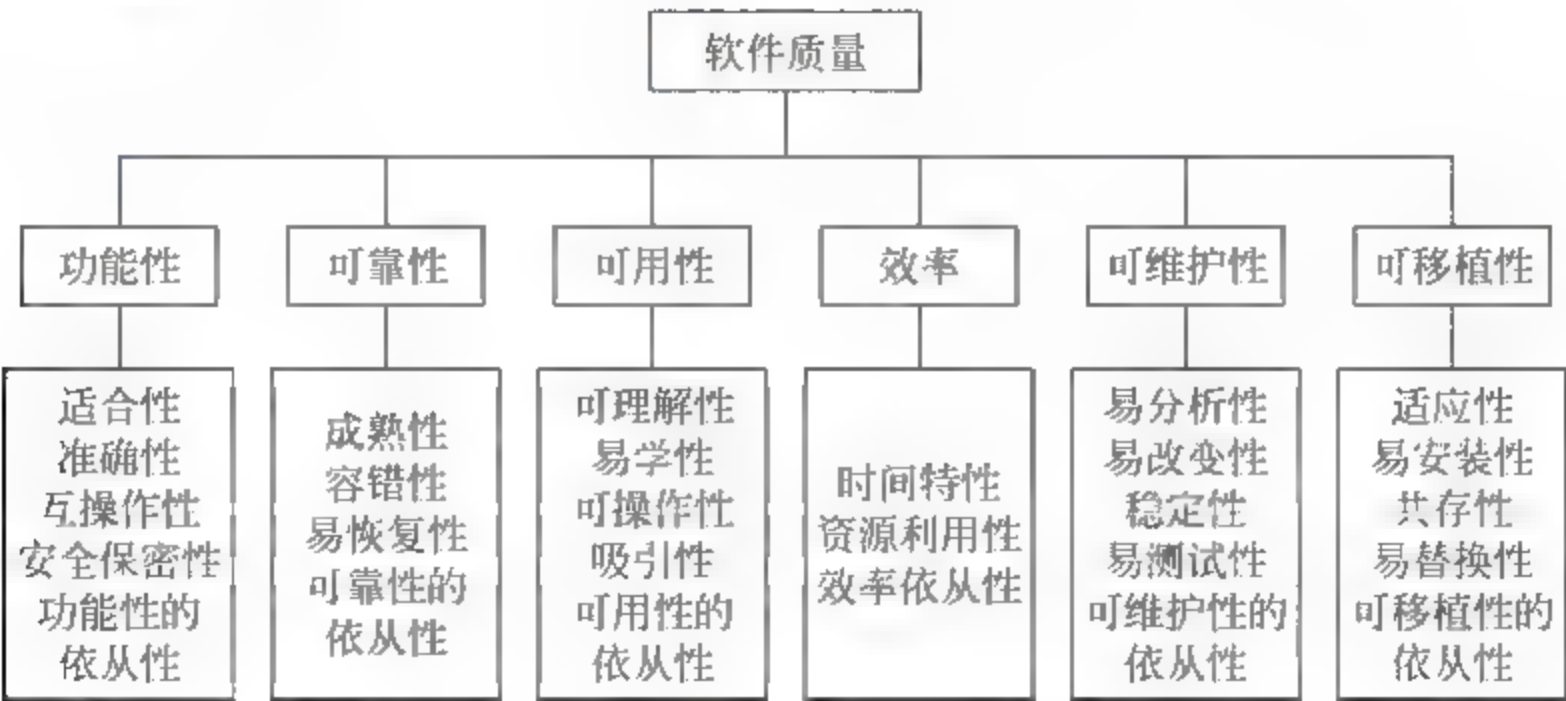 软件质量
功能性
可靠性
可用性
效率
可维护性
可移植性
适合性
准确性
互操作性
安全保密性
功能性的
依从性
成熟性
容错性
易恢复性
可靠性的
依从性
可理解性
易学性
可操作性
吸引性
可用性的
依从性
时间特性
资源利用性
效率依从性
易分析性
易改变性
稳定性
易测试性
可维护性的
依从性
适应性
易安装性
共存性
易替换性
可移植性的
依从性